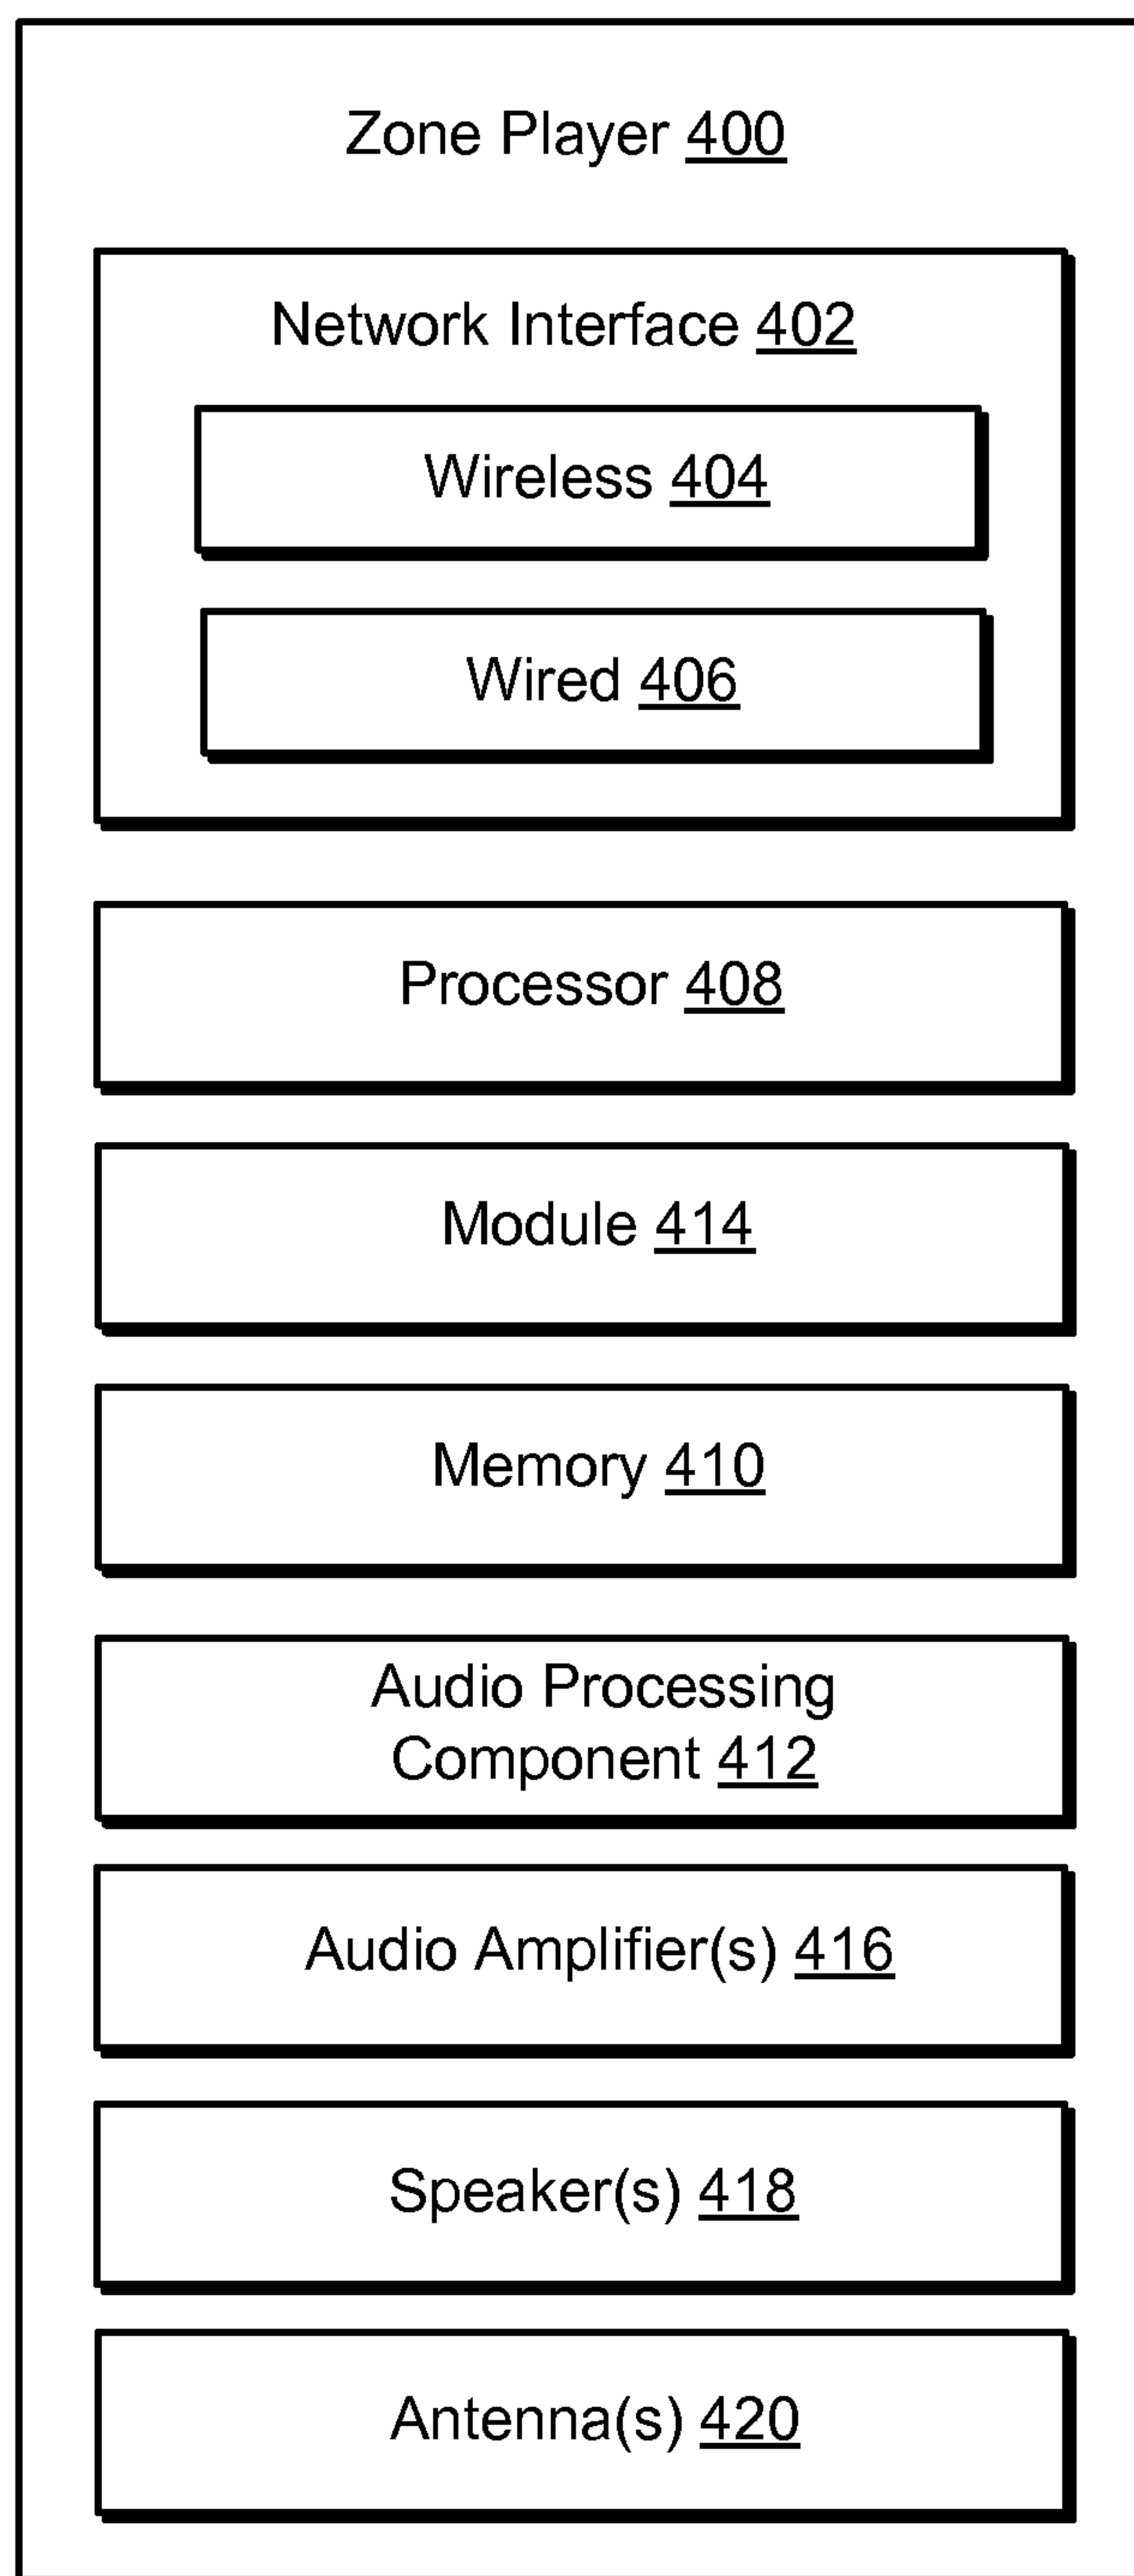 Zone Player 400
Network Interface 402
Wireless 404
Wired 406
Processor 408
Module 414
Memory 410
Audio Processing
Component 412
Audio Amplifier(s) 416
Speaker(s) 418
Antenna(s) 420